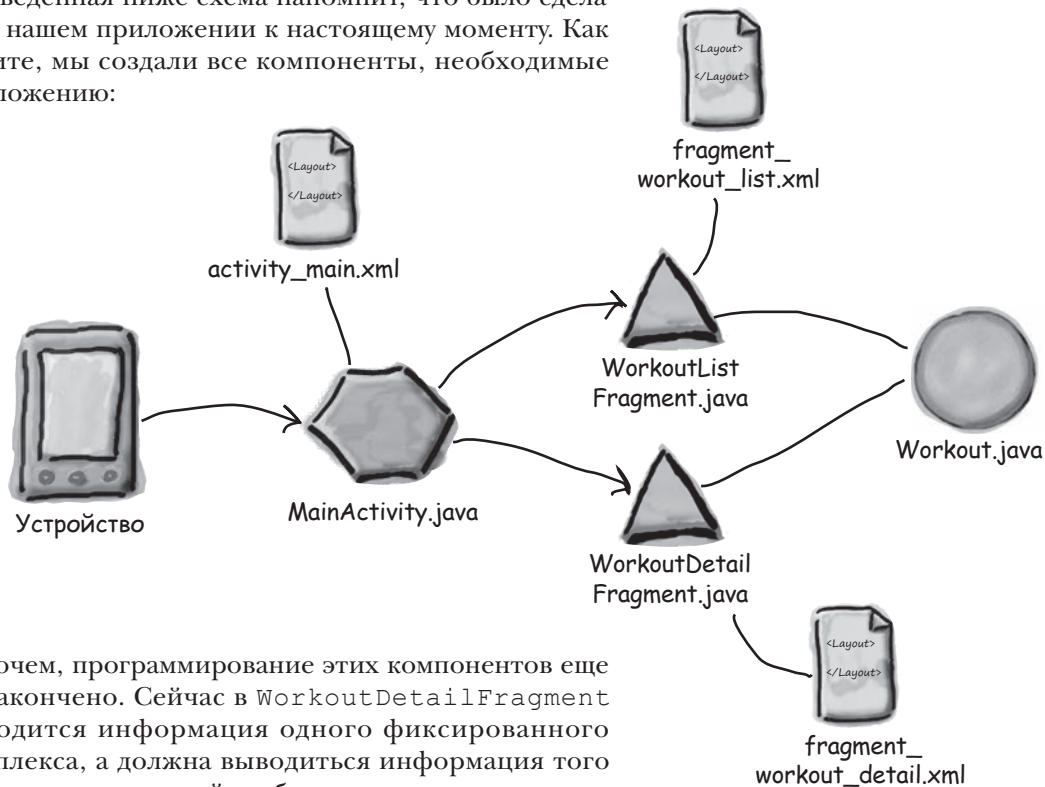 веденная ниже схема напомнит, что было сдела
нашем приложении к настоящему моменту. Как
ите, мы создали все компоненты, необходимые
ложению:
<Layout>
</Layout>
fragment_
workout_list.xml
<Layout>
</Layout>
activity_main.xml
WorkoutList
Fragment.java
Workout.java
Устройство
MainActivity.java
WorkoutDetail
Fragment.java
<Layout>
</Layout>
fragment_
workout_detail.xml
очем, программирование этих компонентов еще
акончено. Сейчас в WorkoutDetailFragment
одится информация одного фиксированного
плекса, а должна выводиться информация того